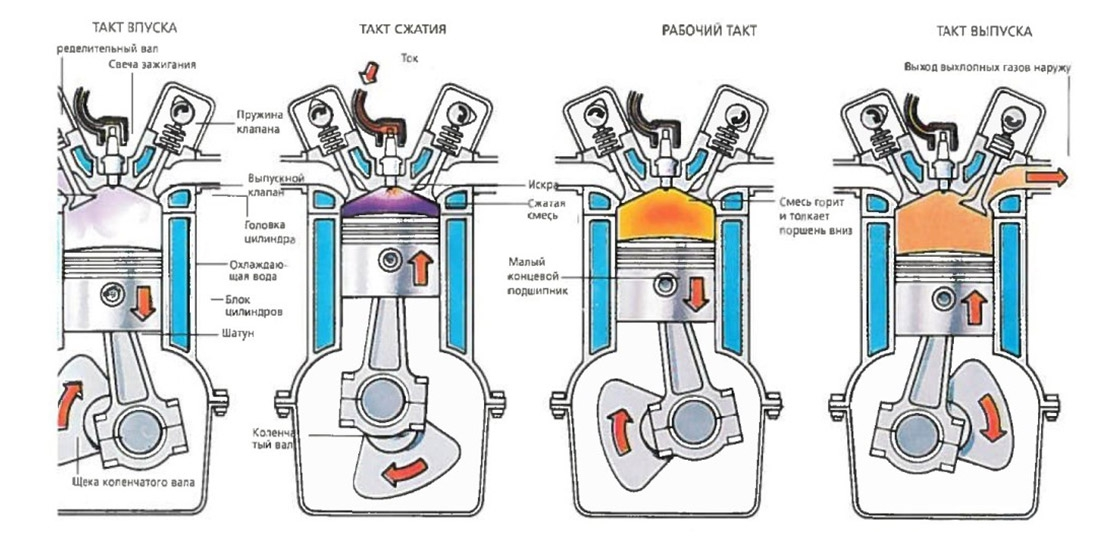 ТАКТ ВПУСКА
ТАКТ СЖАТИЯ
РАБОЧИЙ ТАКТ
ТАКТ ВЫПУСКА
ределительный вал
Свеча зажигания
Ток
Выход выхлопных газов наружу
Пружина
клапана
Выпускной
клапан
Головка
цилиндра
Охлаждаю-
щая вода
Блок
цилиндров
Шатун
Щека коленчатого вала
Коленча
тый вал
Искра
Сжатая
смесь
Малый
концевой
подшипник
Смесь горит
и толкает
поршень вниз